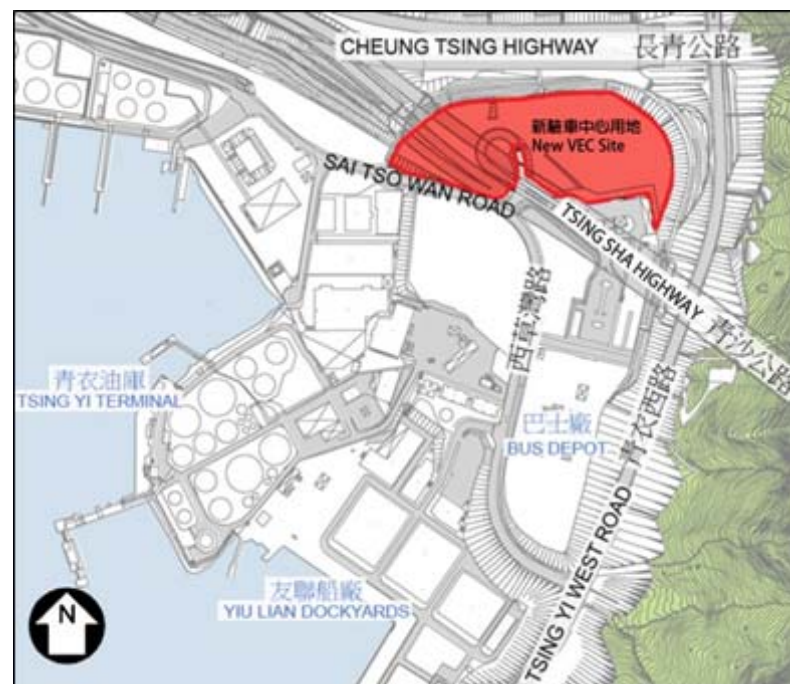 CHEUNG TSING HIGHWAY 長青公路
新驗車中心用地
New VEC Site
SAI TSO WAN ROAD
TSING SHA HIGHWAY 青沙公路
西草灣路
青衣油庫
TSING YI TERMINAL
巴士廠
BUS DEPOT
TSING YI WEST ROAD 青衣西路
友聯船廠
YIU LIAN DOCKYARDS
N